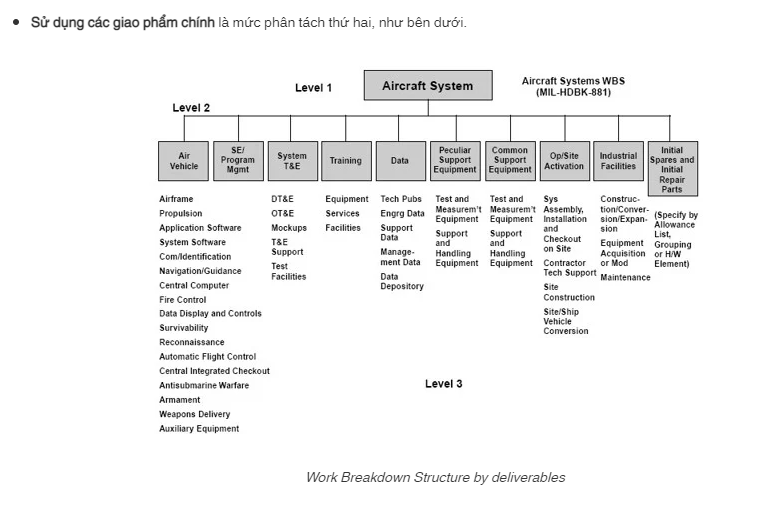 • Sử dụng các giao phẩm chính là mức phân tách thứ hai, như bên dưới.
Level 1
Aircraft System
Aircraft Systems WBS
(MIL-HDBK-881)
Level 2
Air
Vehicle
SE/
Program
Mgmt
System
T&E
Training
Data
Peculiar
Support
Equipment
Common
Support
Equipment
Op/Site
Activation
Industrial
Facilities
Initial
Spares and
Initial
Repair
Parts
Airframe
Propulsion
Application Software
System Software
Com/Identification
Navigation/Guidance
Central Computer
Fire Control
Data Display and Controls
Survivability
Reconnaissance
Automatic Flight Control
Central Integrated Checkout
Antisubmarine Warfare
Armament
Weapons Delivery
Auxiliary Equipment
DT&E
OT&E
Mockups
T&E
Support
Test
Facilities
Equipment
Services
Facilities
Tech Pubs
Engrg Data
Support
Data
Manage-
ment Data
Data
Depository
Test and
Measurem't
Equipment
Support
and
Handling
Equipment
Test and
Measurem't
Equipment
Support
and
Handling
Equipment
Sys
Assembly,
Installation
and
Checkout
on Site
Contractor
Tech Support
Site
Construction
Site/Ship
Vehicle
Conversion
Construc-
tion/Conver-
sion/Expan-
sion
Equipment
Acquisition
or Mod
Maintenance
(Specify by
Allowance
List,
Grouping
or H/W
Element)
Level 3
Work Breakdown Structure by deliverables